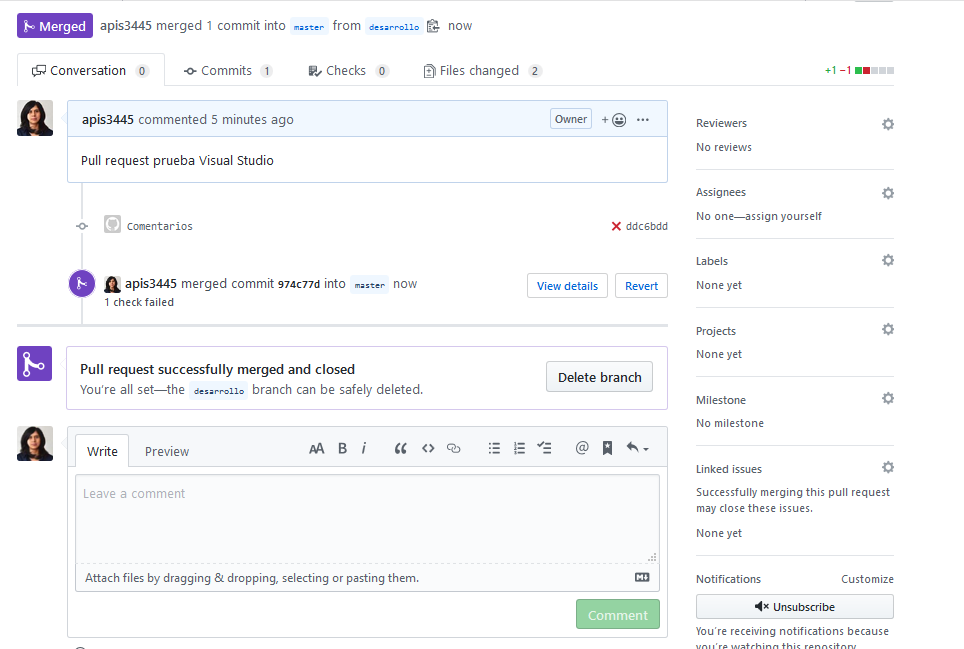 Merged apis3445 merged 1 commit into master from desarrollo now
Conversation 0 Commits 1 Checks 0 Files changed 2 +1 −1
apis3445 commented 5 minutes ago Owner + ...
Pull request prueba Visual Studio
Comentarios ddc6bdd
apis3445 merged commit 974c77d into master now View details Revert
1 check failed
Pull request successfully merged and closed
You're all set—the desarrollo branch can be safely deleted.
Delete branch
Write Preview AA B i @
Leave a comment
Attach files by dragging & dropping, selecting or pasting them.
Comment
Reviewers
No reviews
Assignees
No one—assign yourself
Labels
None yet
Projects
None yet
Milestone
No milestone
Linked issues
Successfully merging this pull request
may close these issues.
None yet
Notifications Customize
Unsubscribe
You're receiving notifications because
you're watching this repository.